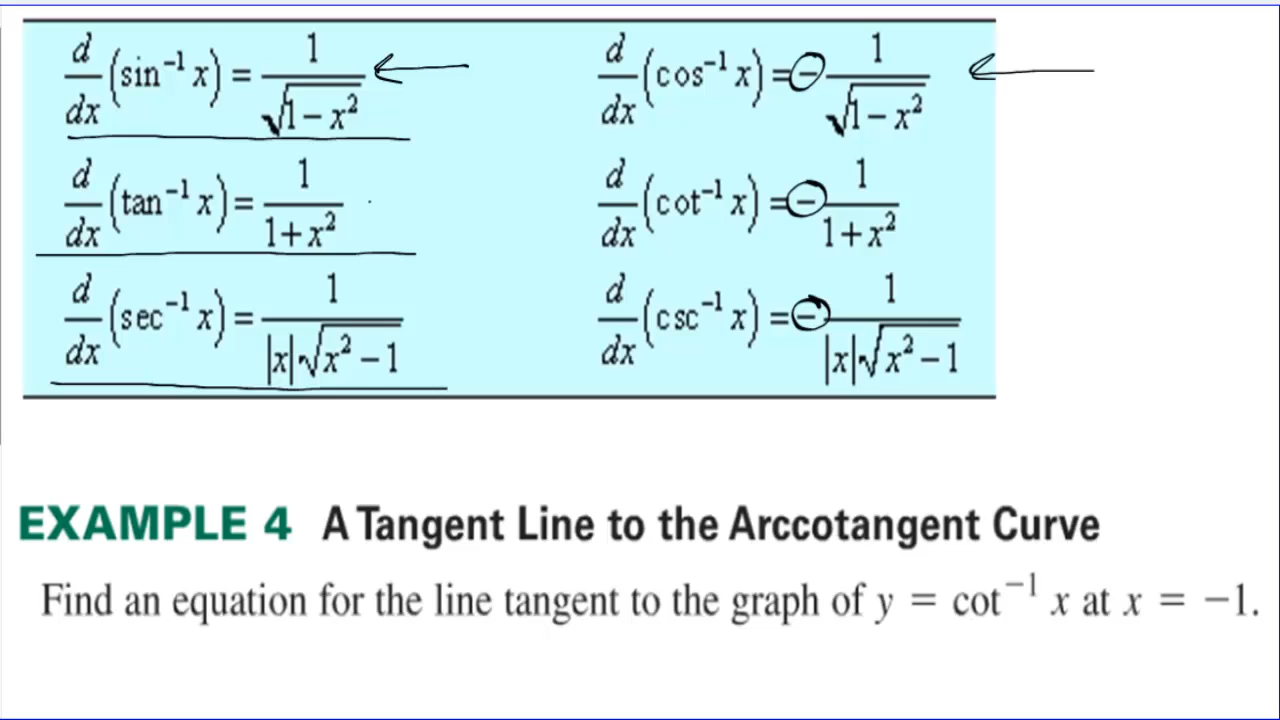 d/dx (sin⁻¹ x) = 1/√(1 − x²)
d/dx (cos⁻¹ x) = − 1/√(1 − x²)
d/dx (tan⁻¹ x) = 1/(1 + x²)
d/dx (cot⁻¹ x) = − 1/(1 + x²)
d/dx (sec⁻¹ x) = 1/(|x|√(x² − 1))
d/dx (csc⁻¹ x) = − 1/(|x|√(x² − 1))
EXAMPLE 4 A Tangent Line to the Arccotangent Curve
Find an equation for the line tangent to the graph of y = cot⁻¹ x at x = −1.